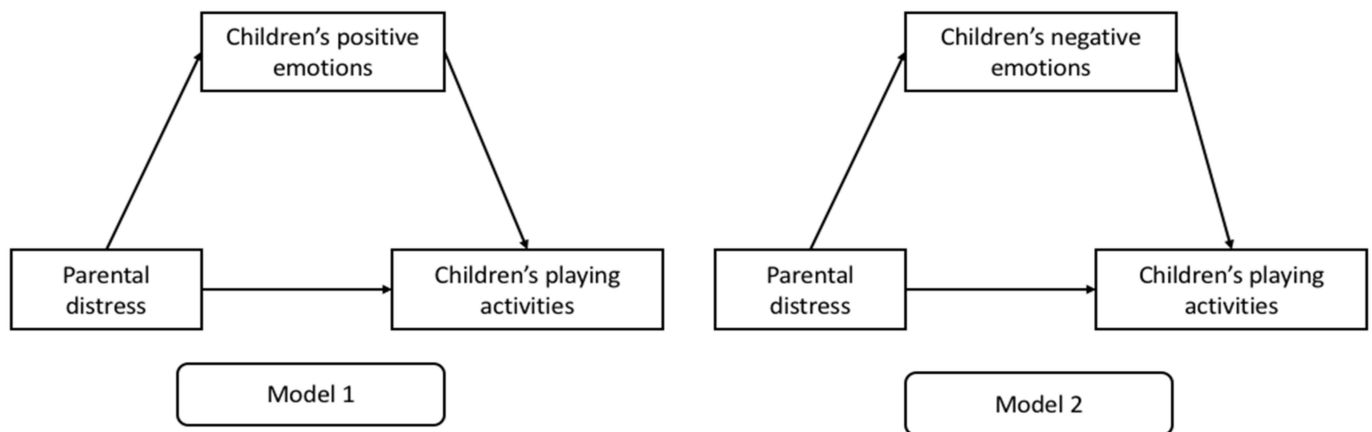 Children’s positive
emotions
Parental
distress
Children’s playing
activities
Model 1
Children’s negative
emotions
Parental
distress
Children’s playing
activities
Model 2